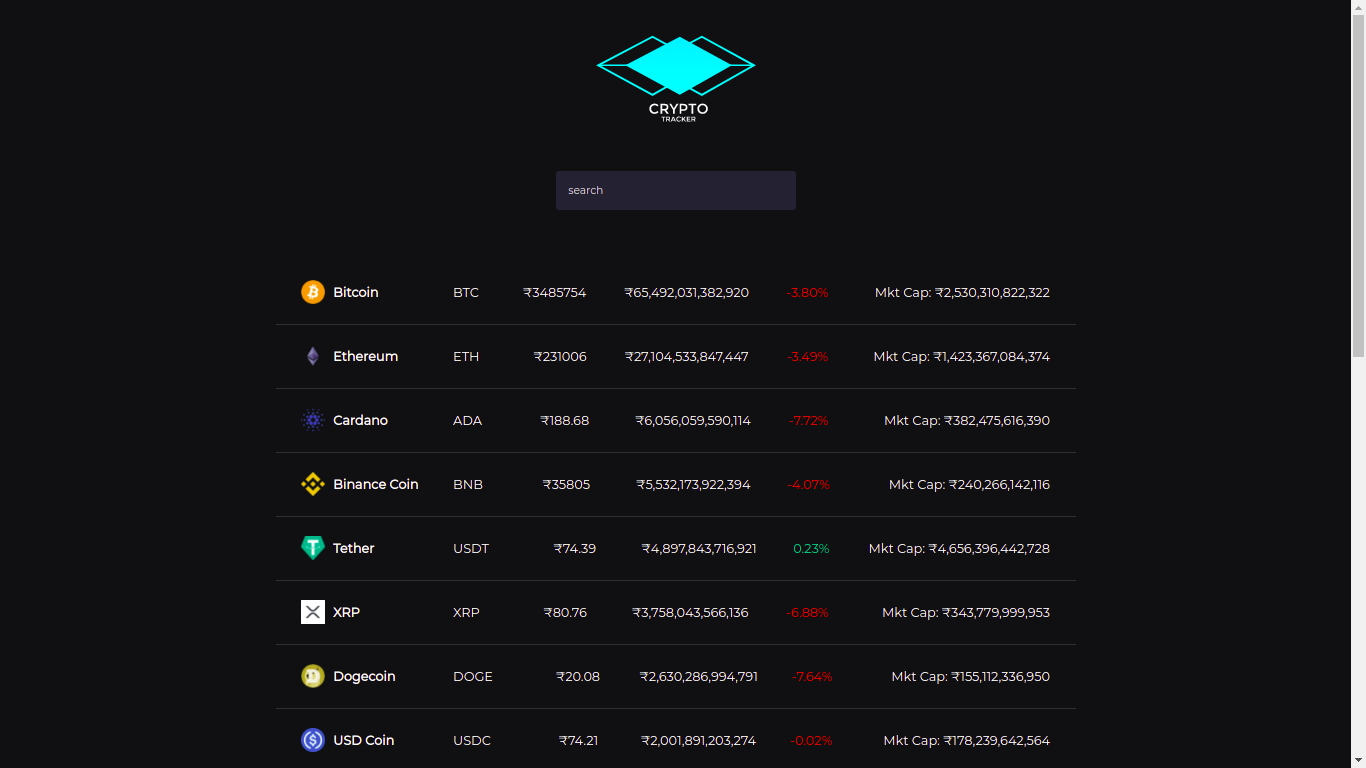 CRYPTO
TRACKER
search
Bitcoin BTC ₹3485754 ₹65,492,031,382,920 -3.80% Mkt Cap: ₹2,530,310,822,322
Ethereum ETH ₹231006 ₹27,104,533,847,447 -3.49% Mkt Cap: ₹1,423,367,084,374
Cardano ADA ₹188.68 ₹6,056,059,590,114 -7.72% Mkt Cap: ₹382,475,616,390
Binance Coin BNB ₹35805 ₹5,532,173,922,394 -4.07% Mkt Cap: ₹240,266,142,116
Tether USDT ₹74.39 ₹4,897,843,716,921 0.23% Mkt Cap: ₹4,656,396,442,728
XRP XRP ₹80.76 ₹3,758,043,566,136 -6.88% Mkt Cap: ₹343,779,999,953
Dogecoin DOGE ₹20.08 ₹2,630,286,994,791 -7.64% Mkt Cap: ₹155,112,336,950
USD Coin USDC ₹74.21 ₹2,001,891,203,274 -0.02% Mkt Cap: ₹178,239,642,564